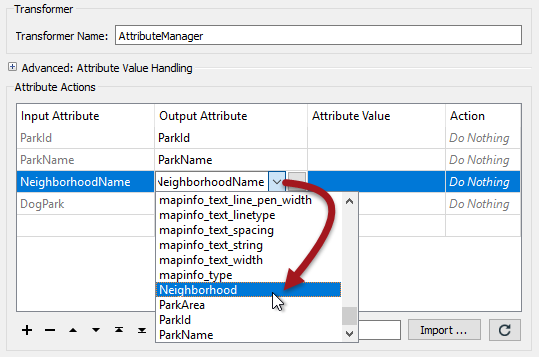 Transformer
Transformer Name: AttributeManager
Advanced: Attribute Value Handling
Attribute Actions
Input Attribute Output Attribute Attribute Value Action
ParkId ParkId Do Nothing
ParkName ParkName Do Nothing
NeighborhoodName NeighborhoodName Do Nothing
DogPark Do Nothing
mapinfo_text_line_pen_width
mapinfo_text_linetype
mapinfo_text_spacing
mapinfo_text_string
mapinfo_text_width
mapinfo_type
Neighborhood
ParkArea
ParkId
ParkName
Import ...